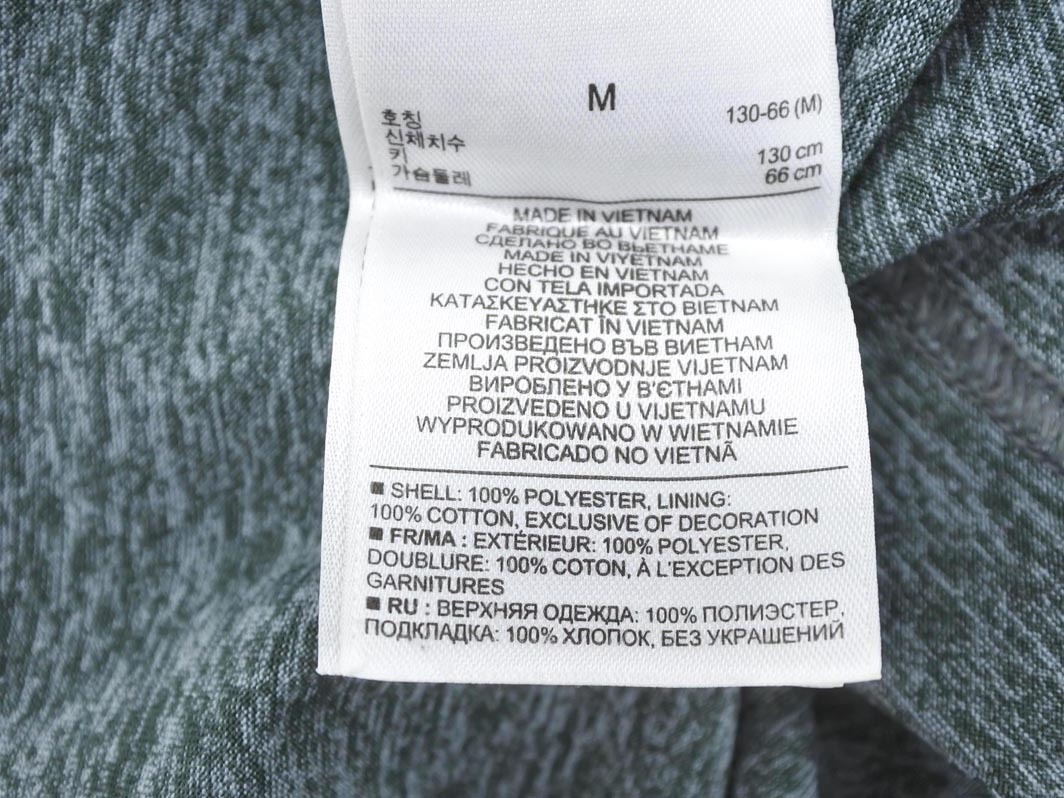 M
호칭 130-66 (M)
신체치수
키 130 cm
가슴둘레 66 cm
MADE IN VIETNAM
FABRIQUE AU VIETNAM
СДЕЛАНО ВО ВЬЕТНАМЕ
MADE IN VIYETNAM
HECHO EN VIETNAM
CON TELA IMPORTADA
ΚΑΤΑΣΚΕΥΑΣΤΗΚΕ ΣΤΟ ΒΙΕΤΝΑΜ
FABRICAT ÎN VIETNAM
ПРОИЗВЕДЕНО ВЪВ ВИЕТНАМ
ZEMLJA PROIZVODNJE VIJETNAM
ВИРОБЛЕНО У В'ЄТНАМІ
PROIZVEDENO U VIJETNAMU
WYPRODUKOWANO W WIETNAMIE
FABRICADO NO VIETNÃ
■ SHELL: 100% POLYESTER, LINING:
100% COTTON, EXCLUSIVE OF DECORATION
■ FR/MA : EXTÉRIEUR: 100% POLYESTER,
DOUBLURE: 100% COTON, À L'EXCEPTION DES
GARNITURES
■ RU : ВЕРХНЯЯ ОДЕЖДА: 100% ПОЛИЭСТЕР,
ПОДКЛАДКА: 100% ХЛОПОК, БЕЗ УКРАШЕНИЙ